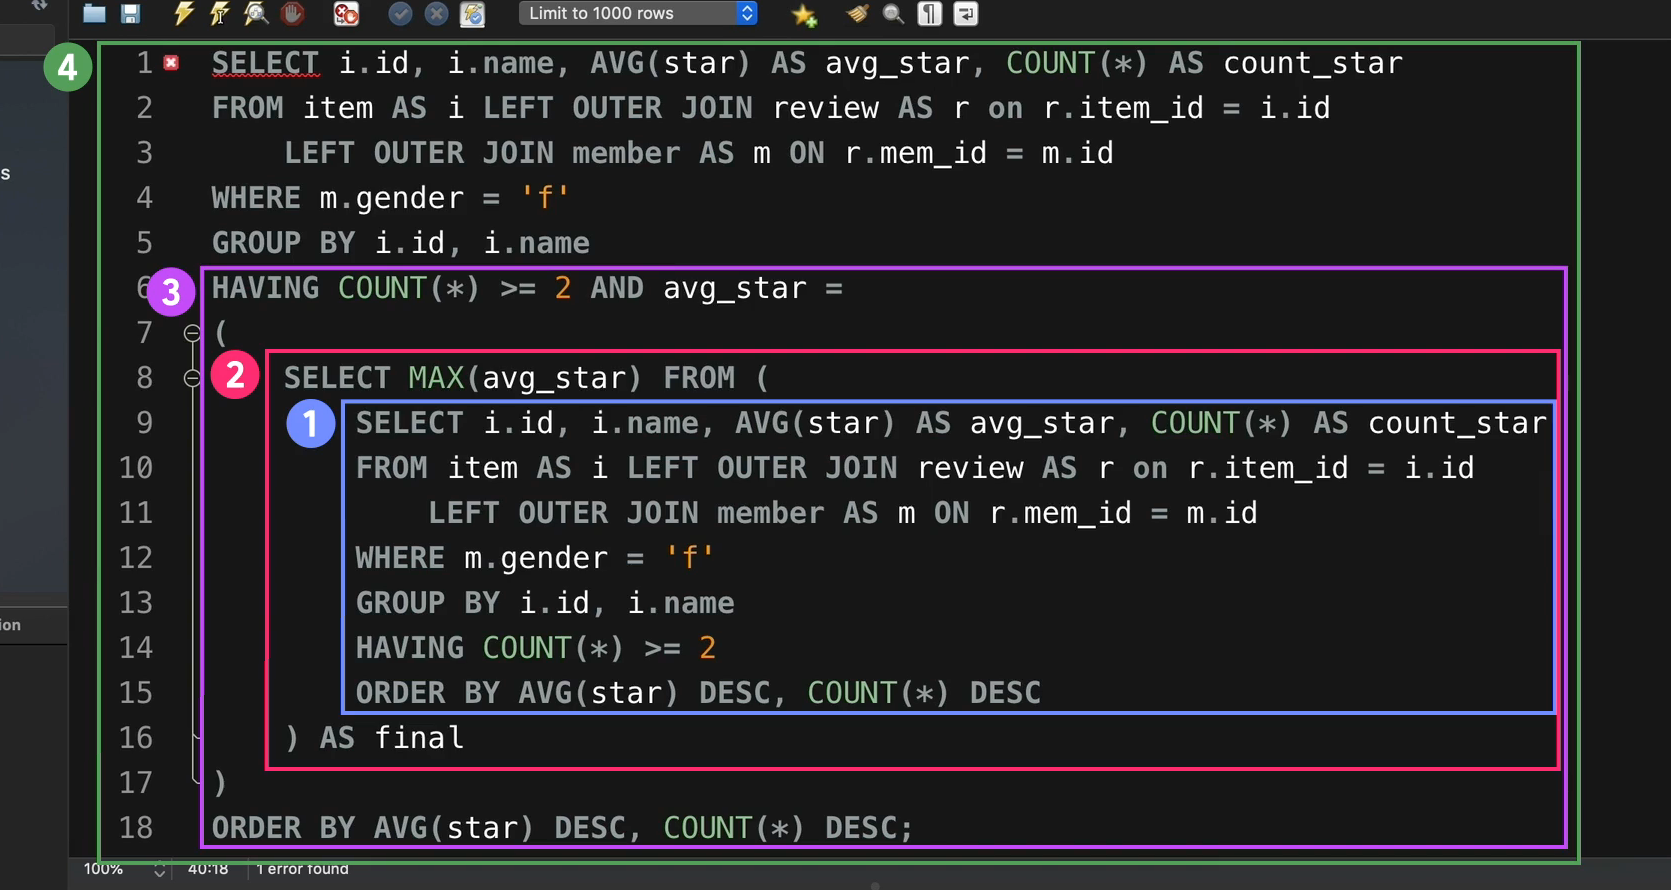 Limit to 1000 rows
4
1 SELECT i.id, i.name, AVG(star) AS avg_star, COUNT(*) AS count_star
2 FROM item AS i LEFT OUTER JOIN review AS r on r.item_id = i.id
3 LEFT OUTER JOIN member AS m ON r.mem_id = m.id
s
4 WHERE m.gender = 'f'
5 GROUP BY i.id, i.name
6 3 HAVING COUNT(*) >= 2 AND avg_star =
7 (
8 2 SELECT MAX(avg_star) FROM (
9 1 SELECT i.id, i.name, AVG(star) AS avg_star, COUNT(*) AS count_star
10 FROM item AS i LEFT OUTER JOIN review AS r on r.item_id = i.id
11 LEFT OUTER JOIN member AS m ON r.mem_id = m.id
12 WHERE m.gender = 'f'
13 GROUP BY i.id, i.name
ion
14 HAVING COUNT(*) >= 2
15 ORDER BY AVG(star) DESC, COUNT(*) DESC
16 ) AS final
17 )
18 ORDER BY AVG(star) DESC, COUNT(*) DESC;
100% 40:18 1 error found